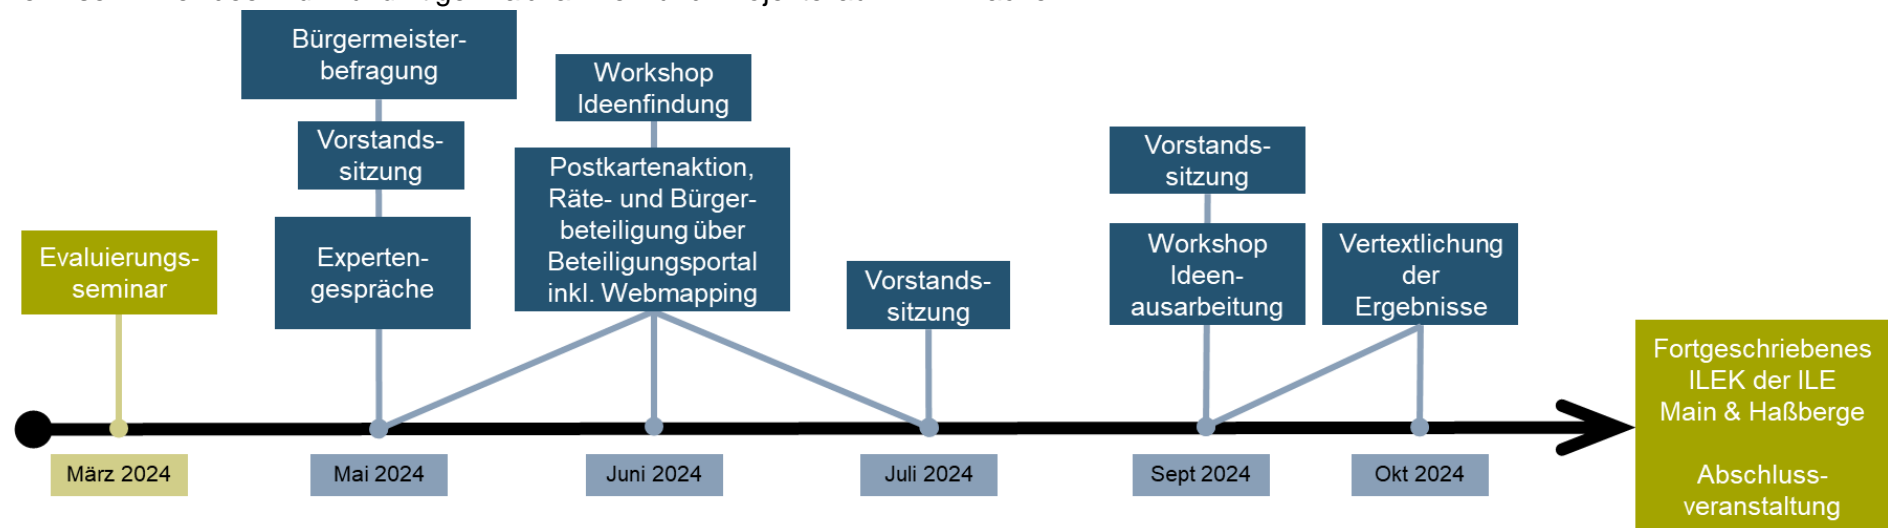 Bürgermeister-
befragung
Vorstands-
sitzung
Experten-
gespräche
Workshop
Ideenfindung
Postkartenaktion,
Räte- und Bürger-
beteiligung über
Beteiligungsportal
inkl. Webmapping
Evaluierungs-
seminar
Vorstands-
sitzung
Vorstands-
sitzung
Workshop
Ideen-
ausarbeitung
Vertextlichung
der
Ergebnisse
Fortgeschriebenes
ILEK der ILE
Main & Haßberge
Abschluss-
veranstaltung
März 2024
Mai 2024
Juni 2024
Juli 2024
Sept 2024
Okt 2024